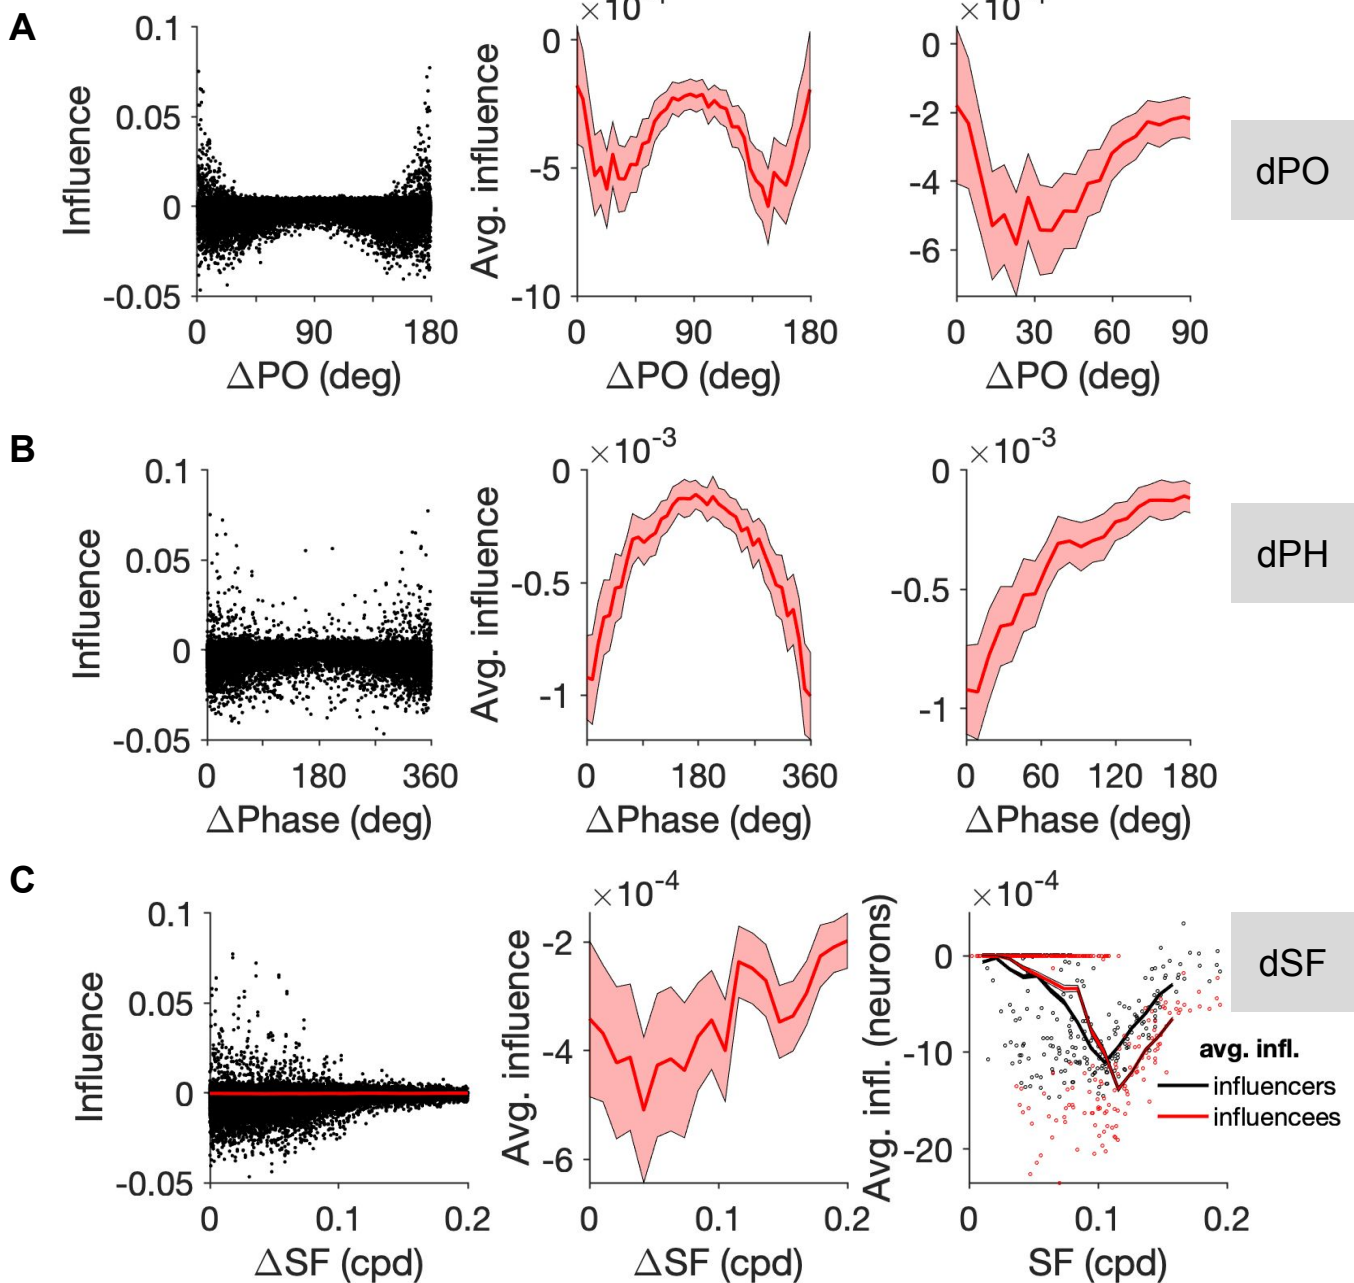 A
×10
×10
0.1
0.05
0
-0.05
Influence
0 90 180
ΔPO (deg)
0
-5
-10
Avg. influence
0 90 180
ΔPO (deg)
0
-2
-4
-6
0 30 60 90
ΔPO (deg)
dPO
B
0.1
0.05
0
-0.05
Influence
0 180 360
ΔPhase (deg)
×10-3
0
-0.5
-1
Avg. influence
0 180 360
ΔPhase (deg)
×10-3
0
-0.5
-1
0 60 120 180
ΔPhase (deg)
dPH
C
0.1
0.05
0
-0.05
Influence
0 0.1 0.2
ΔSF (cpd)
×10-4
-2
-4
-6
Avg. influence
0 0.1 0.2
ΔSF (cpd)
×10-4
0
-10
-20
Avg. infl. (neurons)
0 0.1 0.2
SF (cpd)
avg. infl.
influencers
influencees
dSF